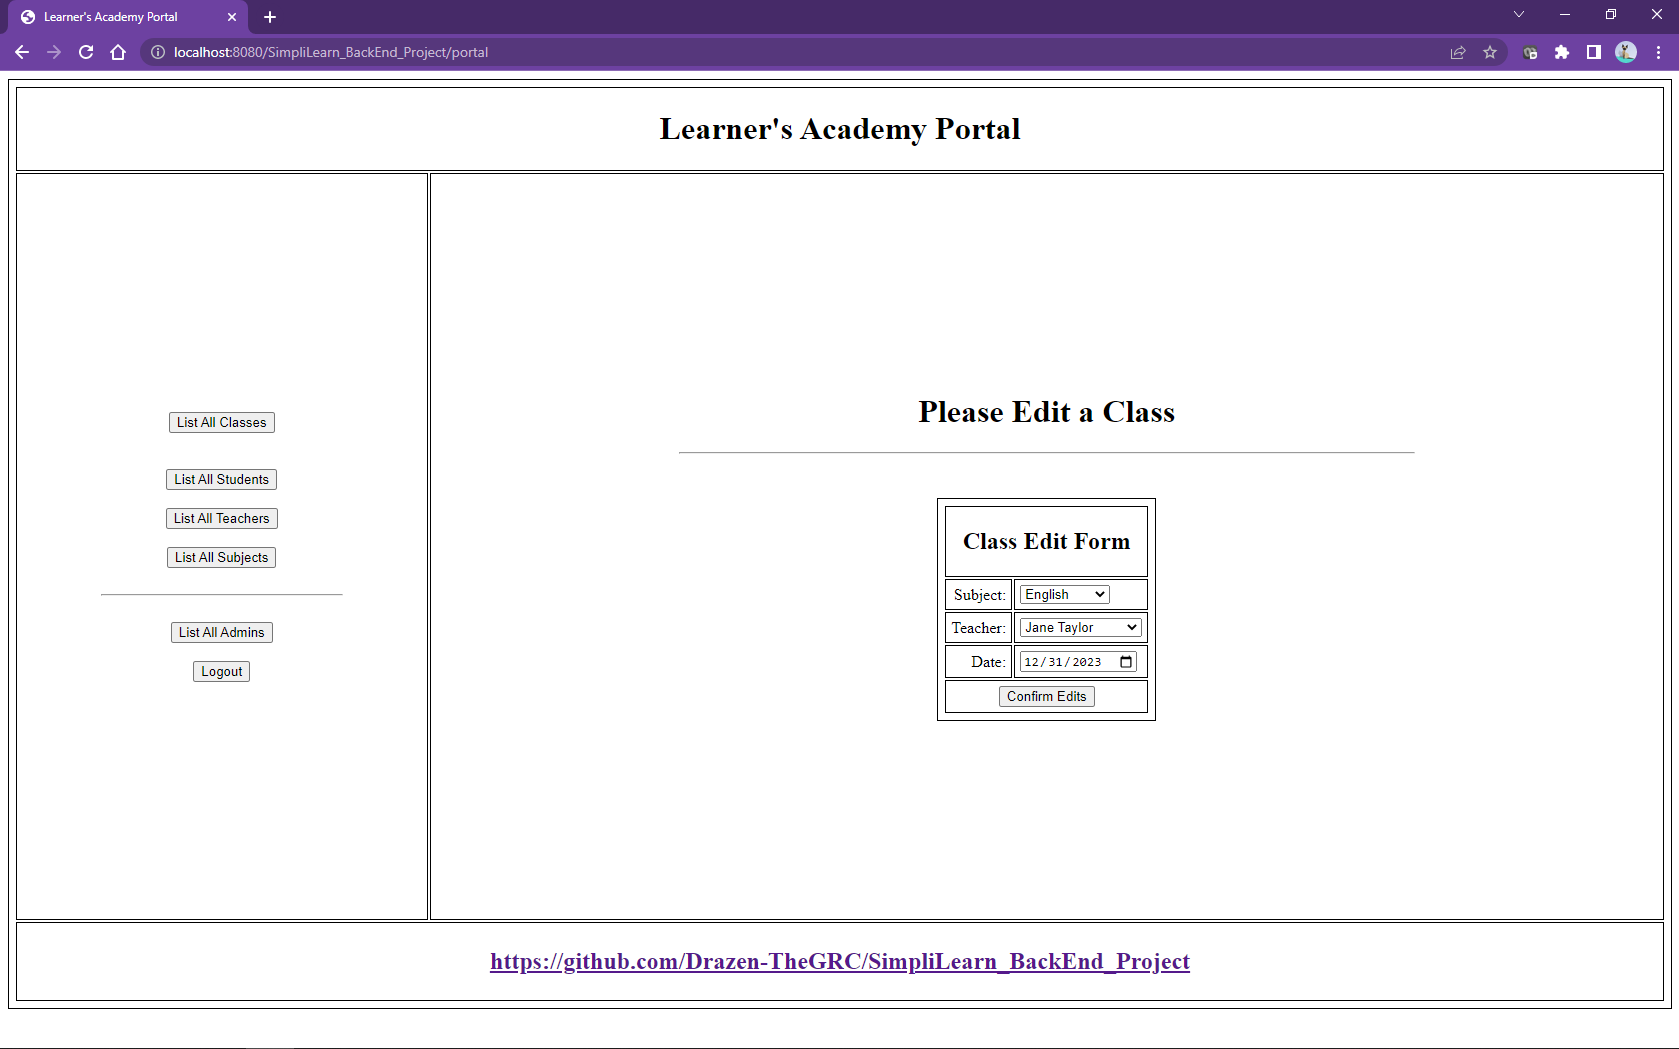 Learner's Academy Portal
localhost:8080/SimpliLearn_BackEnd_Project/portal
Learner's Academy Portal
List All Classes
List All Students
List All Teachers
List All Subjects
List All Admins
Logout
Please Edit a Class
Class Edit Form
Subject: English
Teacher: Jane Taylor
Date: 12/31/2023
Confirm Edits
https://github.com/Drazen-TheGRC/SimpliLearn_BackEnd_Project